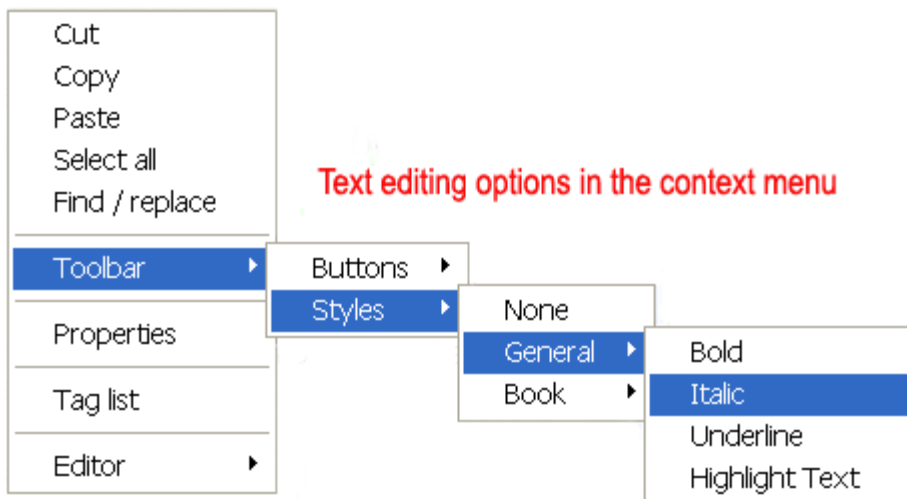 Cut
Copy
Paste
Select all
Find / replace
Text editing options in the context menu
Toolbar
Buttons
Styles
None
Properties
General
Bold
Book
Italic
Tag list
Underline
Editor
Highlight Text